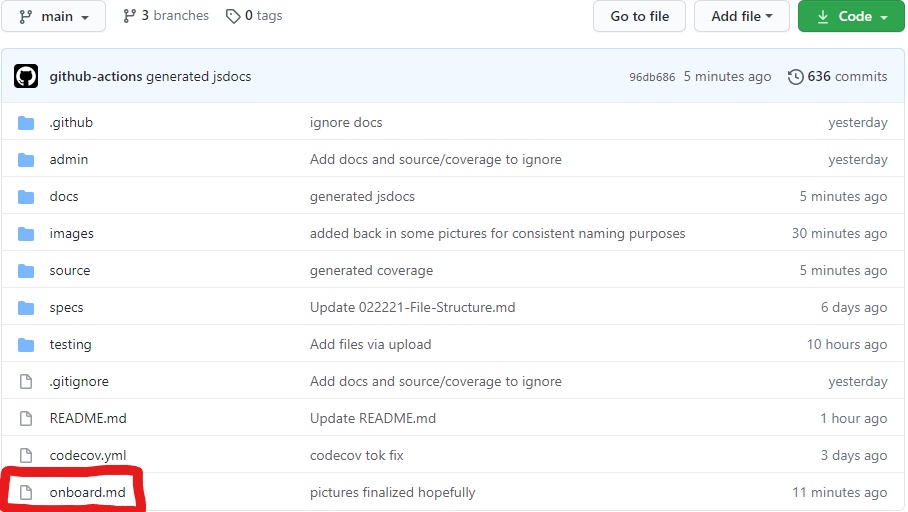 main 3 branches 0 tags Go to file Add file Code
github-actions generated jsdocs 96db686 5 minutes ago 636 commits
.github ignore docs yesterday
admin Add docs and source/coverage to ignore yesterday
docs generated jsdocs 5 minutes ago
images added back in some pictures for consistent naming purposes 30 minutes ago
source generated coverage 5 minutes ago
specs Update 022221-File-Structure.md 6 days ago
testing Add files via upload 10 hours ago
.gitignore Add docs and source/coverage to ignore yesterday
README.md Update README.md 1 hour ago
codecov.yml codecov tok fix 3 days ago
onboard.md pictures finalized hopefully 11 minutes ago